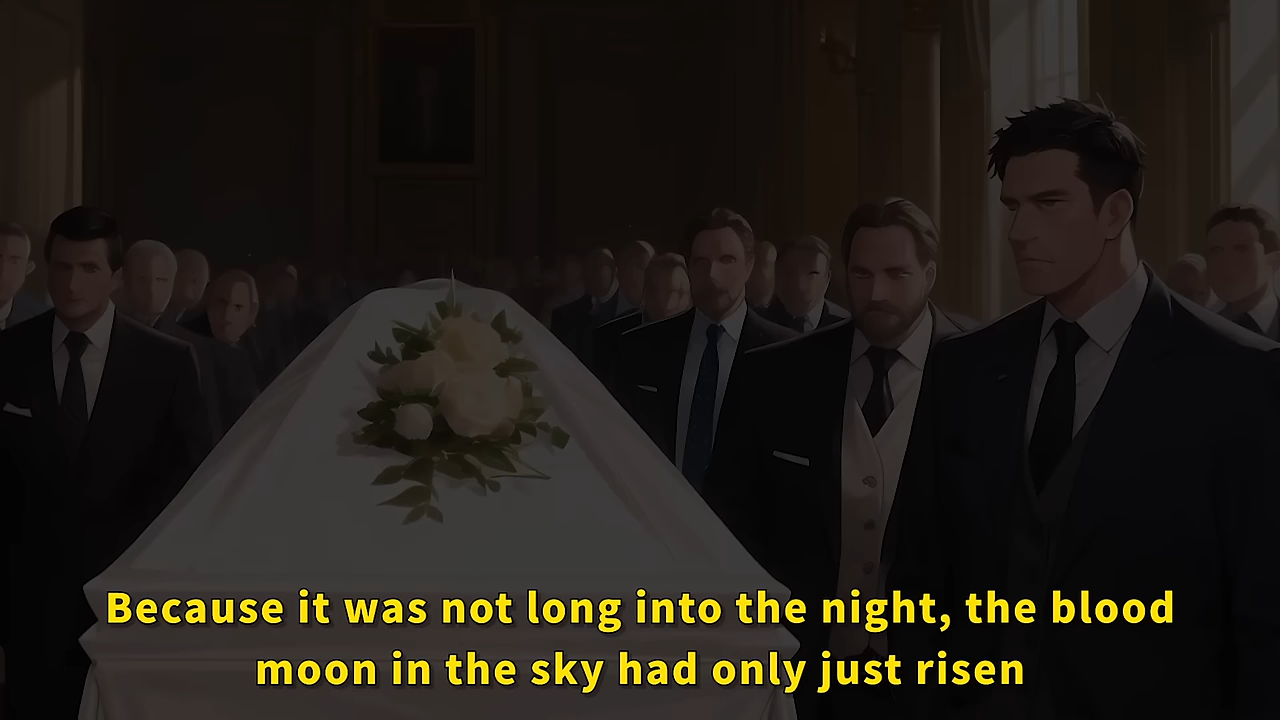 Because it was not long into the night, the blood
moon in the sky had only just risen